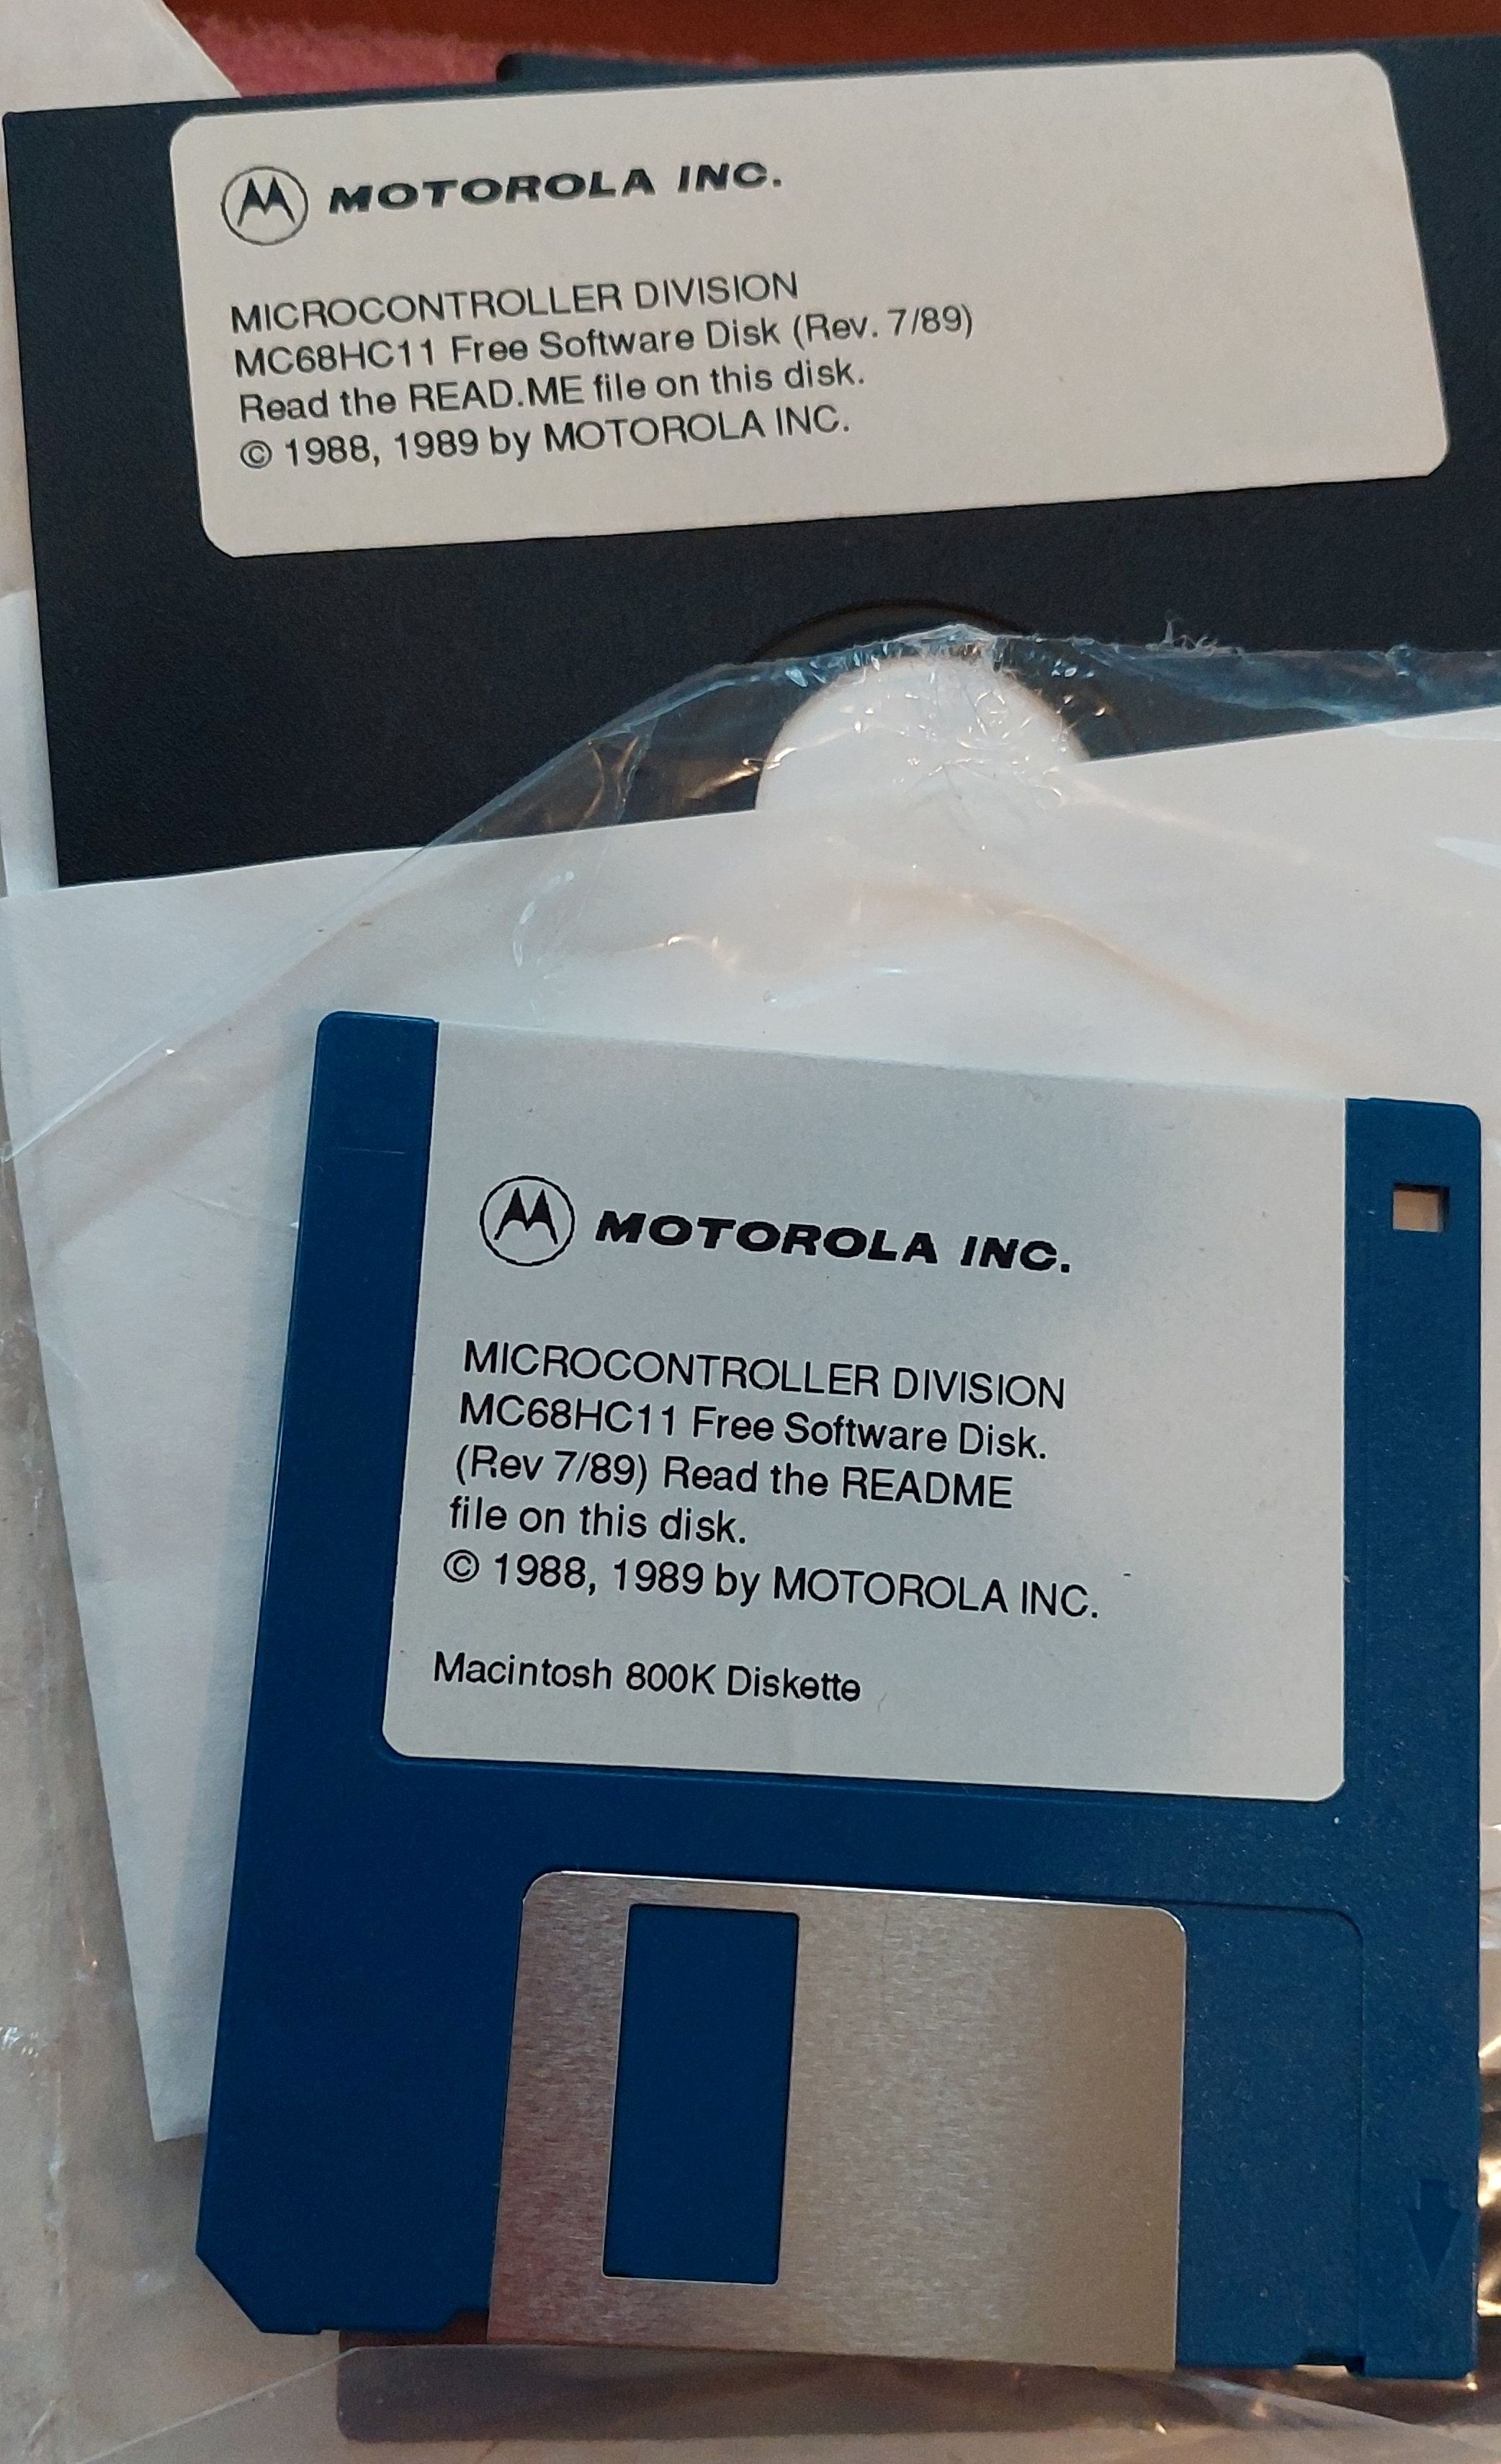 MOTOROLA INC.
MICROCONTROLLER DIVISION
MC68HC11 Free Software Disk (Rev. 7/89)
Read the READ.ME file on this disk.
© 1988, 1989 by MOTOROLA INC.
MOTOROLA INC.
MICROCONTROLLER DIVISION
MC68HC11 Free Software Disk.
(Rev 7/89) Read the README
file on this disk.
© 1988, 1989 by MOTOROLA INC.
Macintosh 800K Diskette